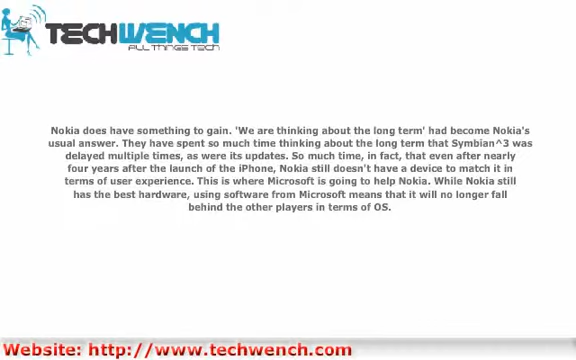 TECHWENCH
ALL THINGS TECH
Nokia does have something to gain. 'We are thinking about the long term' had become Nokia's
usual answer. They have spent so much time thinking about the long term that Symbian^3 was
delayed multiple times, as were its updates. So much time, in fact, that even after nearly
four years after the launch of the iPhone, Nokia still doesn't have a device to match it in
terms of user experience. This is where Microsoft is going to help Nokia. While Nokia still
has the best hardware, using software from Microsoft means that it will no longer fall
behind the other players in terms of OS.
Website: http://www.techwench.com